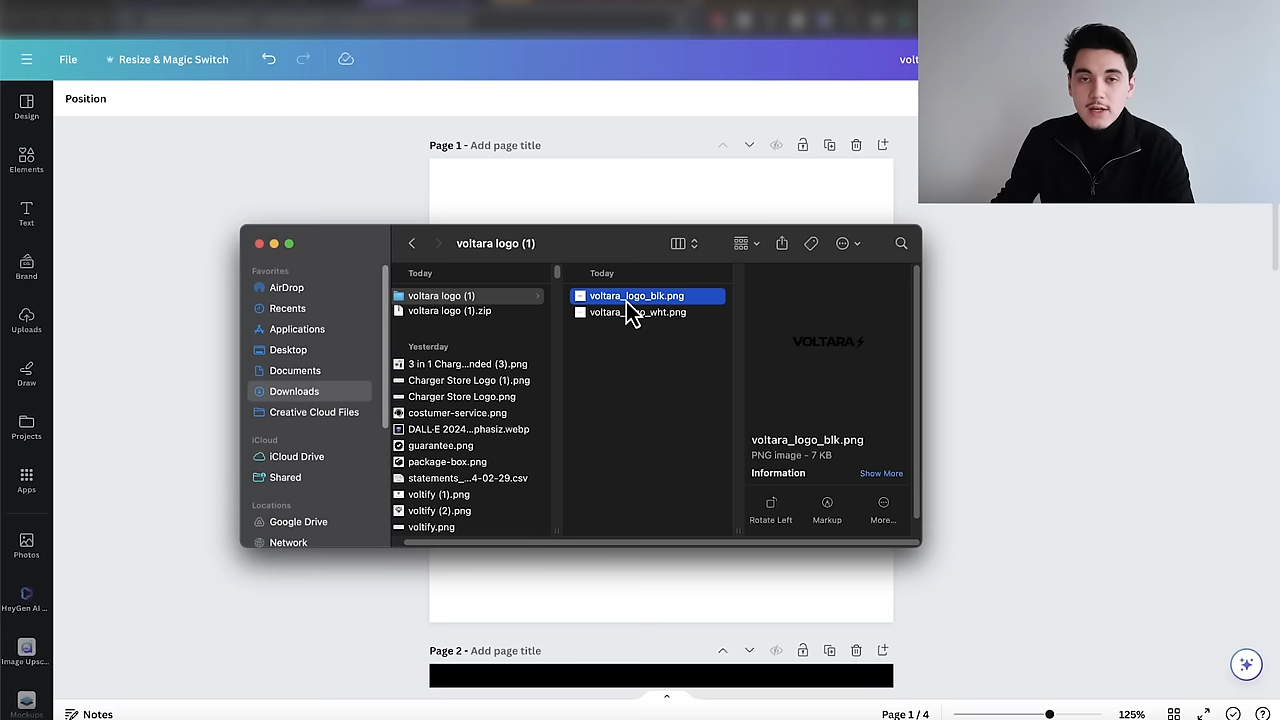 File
Resize & Magic Switch
volt
Position
Design
Elements
Text
Brand
Uploads
Draw
Projects
Apps
Photos
HeyGen AI ...
Image Upsc...
Mockups
Page 1 - Add page title
voltara logo (1)
Favorites
AirDrop
Recents
Applications
Desktop
Documents
Downloads
Creative Cloud Files
iCloud
iCloud Drive
Shared
Locations
Google Drive
Network
Today
voltara logo (1)
voltara logo (1).zip
Yesterday
3 in 1 Charg...nded (3).png
Charger Store Logo (1).png
Charger Store Logo.png
costumer-service.png
DALL·E 2024...phasiz.webp
guarantee.png
package-box.png
statements_...4-02-29.csv
voltify (1).png
voltify (2).png
voltify.png
Today
voltara_logo_blk.png
VOLTARA
voltara_logo_blk.png
PNG image - 7 KB
Information
Show More
Rotate Left
Markup
More...
Page 2 - Add page title
Notes
Page 1 / 4
125%